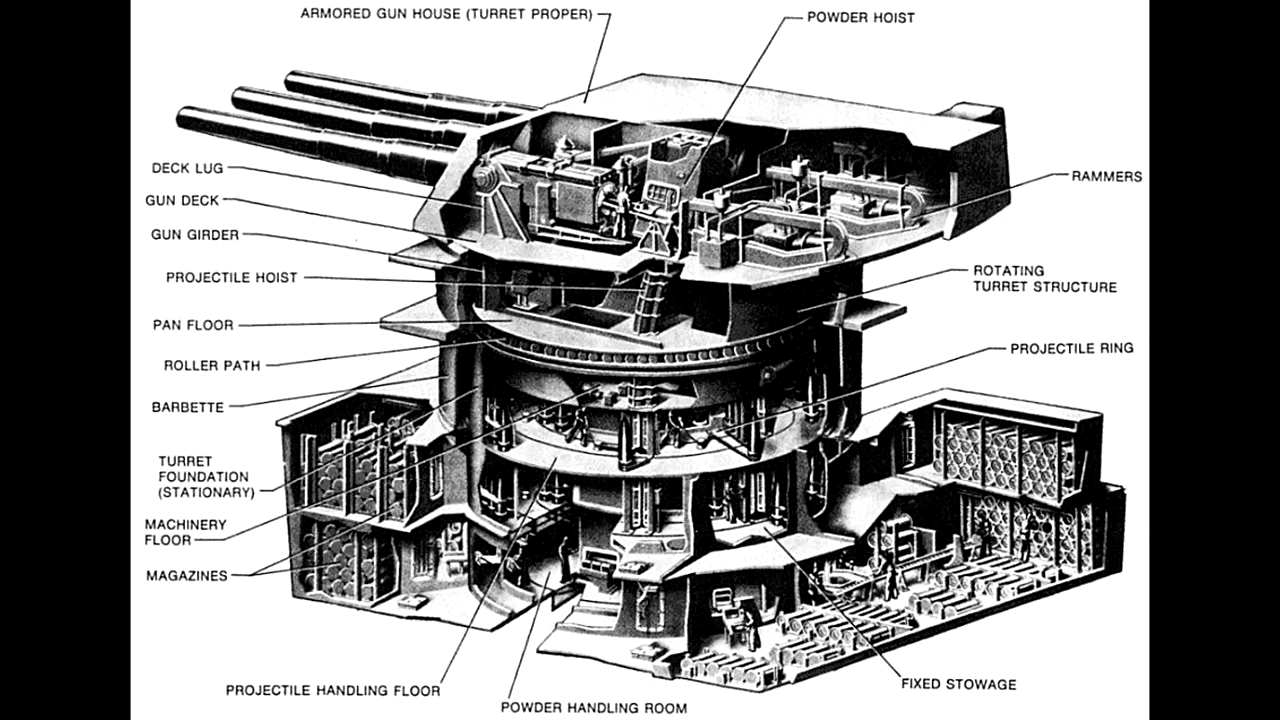 ARMORED GUN HOUSE (TURRET PROPER)
POWDER HOIST
DECK LUG
GUN DECK
GUN GIRDER
PROJECTILE HOIST
PAN FLOOR
ROLLER PATH
BARBETTE
TURRET
FOUNDATION
(STATIONARY)
MACHINERY
FLOOR
MAGAZINES
RAMMERS
ROTATING
TURRET STRUCTURE
PROJECTILE RING
PROJECTILE HANDLING FLOOR
POWDER HANDLING ROOM
FIXED STOWAGE